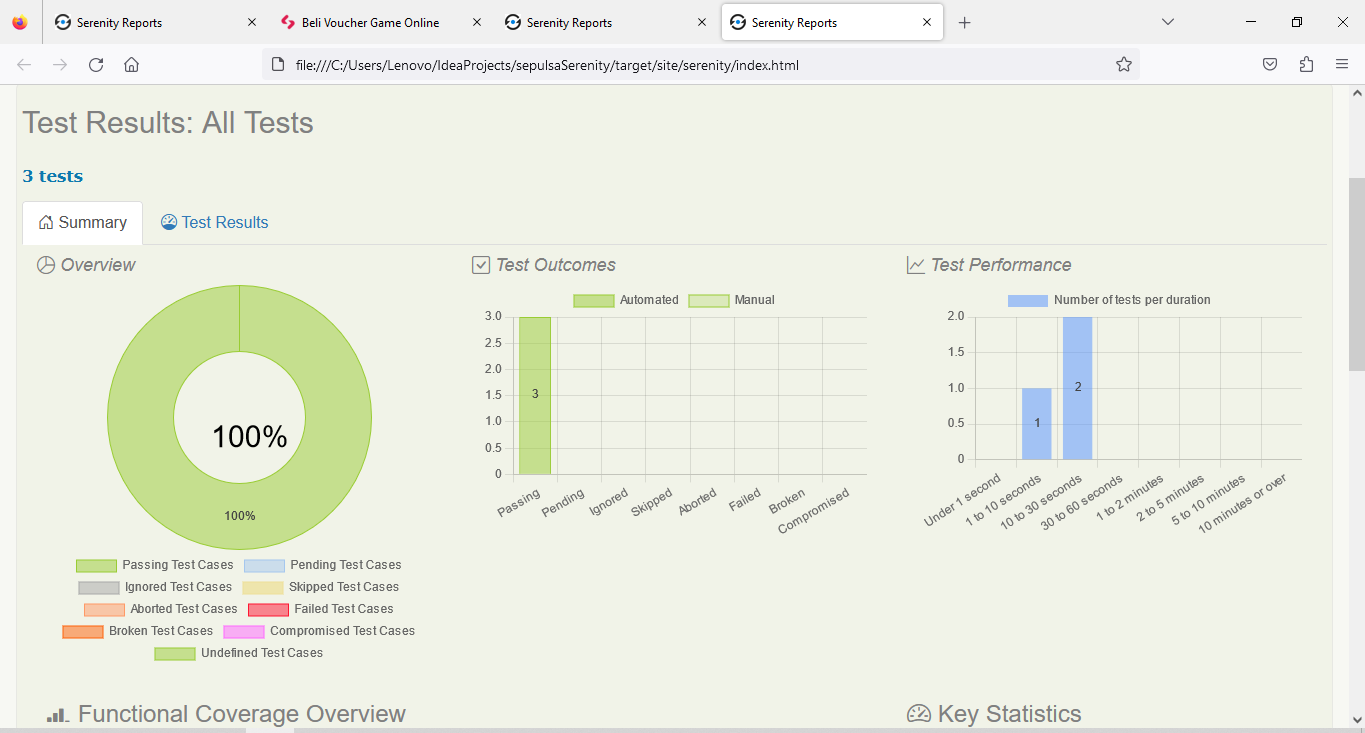 Serenity Reports
Beli Voucher Game Online
Serenity Reports
Serenity Reports
file:///C:/Users/Lenovo/IdeaProjects/sepulsaSerenity/target/site/serenity/index.html
Test Results: All Tests
3 tests
Summary
Test Results
Overview
100%
100%
Passing Test Cases
Pending Test Cases
Ignored Test Cases
Skipped Test Cases
Aborted Test Cases
Failed Test Cases
Broken Test Cases
Compromised Test Cases
Undefined Test Cases
Test Outcomes
Automated
Manual
3.0
2.5
2.0
1.5
1.0
0.5
0
3
Passing
Pending
Ignored
Skipped
Aborted
Failed
Broken
Compromised
Test Performance
Number of tests per duration
2.0
1.5
1.0
0.5
0
1
2
Under 1 second
1 to 10 seconds
10 to 30 seconds
30 to 60 seconds
1 to 2 minutes
2 to 5 minutes
5 to 10 minutes
10 minutes or over
Functional Coverage Overview
Key Statistics